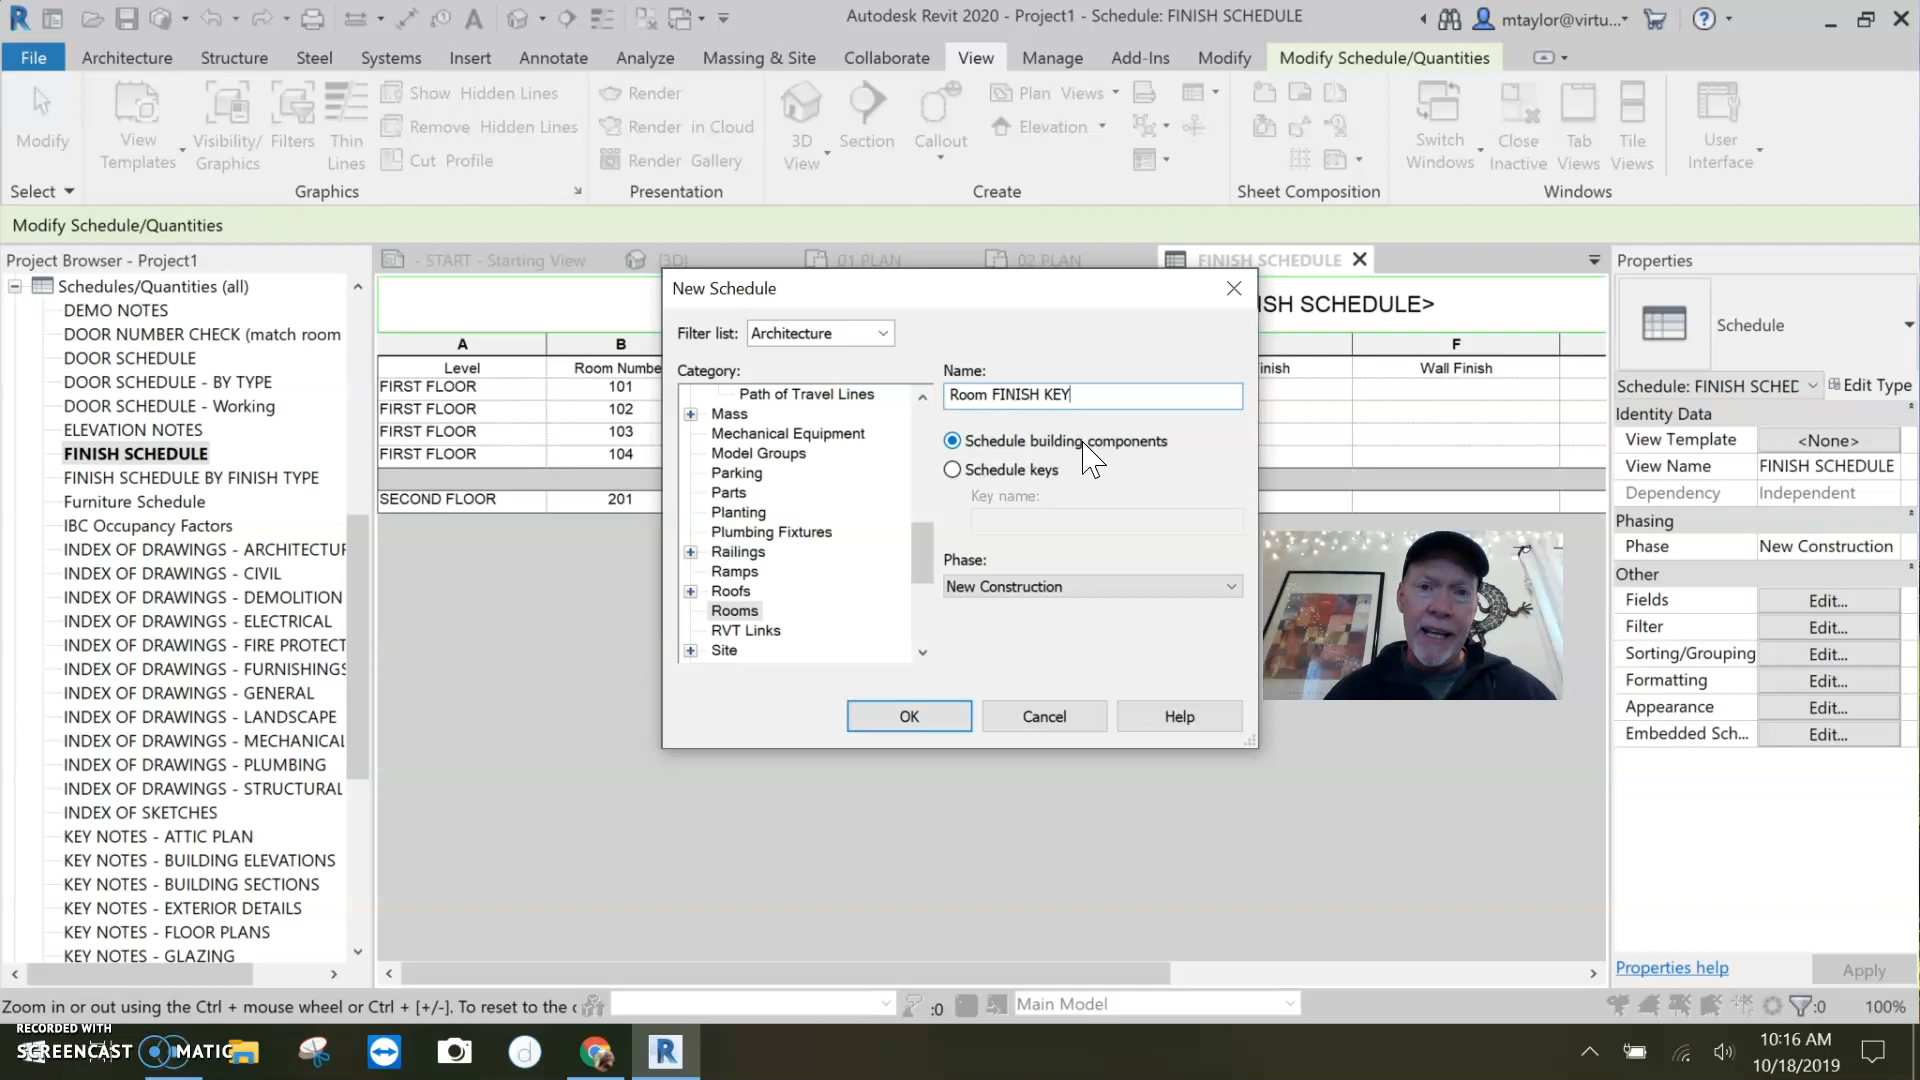 Autodesk Revit 2020 - Project1 - Schedule: FINISH SCHEDULE
mtaylor@virtu...
File Architecture Structure Steel Systems Insert Annotate Analyze Massing & Site Collaborate View Manage Add-Ins Modify Modify Schedule/Quantities
Modify
View Templates
Visibility/ Graphics
Filters
Thin Lines
Show Hidden Lines
Remove Hidden Lines
Cut Profile
Render
Render in Cloud
Render Gallery
3D View
Section
Callout
Plan Views
Elevation
Switch Windows
Close Inactive
Tab Views
Tile Views
User Interface
Select Graphics Presentation Create Sheet Composition Windows
Modify Schedule/Quantities
Project Browser - Project1
Schedules/Quantities (all)
DEMO NOTES
DOOR NUMBER CHECK (match room
DOOR SCHEDULE
DOOR SCHEDULE - BY TYPE
DOOR SCHEDULE - Working
ELEVATION NOTES
FINISH SCHEDULE
FINISH SCHEDULE BY FINISH TYPE
Furniture Schedule
IBC Occupancy Factors
INDEX OF DRAWINGS - ARCHITECTUR
INDEX OF DRAWINGS - CIVIL
INDEX OF DRAWINGS - DEMOLITION
INDEX OF DRAWINGS - ELECTRICAL
INDEX OF DRAWINGS - FIRE PROTECT
INDEX OF DRAWINGS - FURNISHINGS
INDEX OF DRAWINGS - GENERAL
INDEX OF DRAWINGS - LANDSCAPE
INDEX OF DRAWINGS - MECHANICAL
INDEX OF DRAWINGS - PLUMBING
INDEX OF DRAWINGS - STRUCTURAL
INDEX OF SKETCHES
KEY NOTES - ATTIC PLAN
KEY NOTES - BUILDING ELEVATIONS
KEY NOTES - BUILDING SECTIONS
KEY NOTES - EXTERIOR DETAILS
KEY NOTES - FLOOR PLANS
KEY NOTES - GLAZING
- START - Starting View {3D} 01 PLAN 02 PLAN FINISH SCHEDULE
ISH SCHEDULE>
A B F
Level Room Numbe inish Wall Finish
FIRST FLOOR 101
FIRST FLOOR 102
FIRST FLOOR 103
FIRST FLOOR 104
SECOND FLOOR 201
New Schedule
Filter list: Architecture
Category:
Path of Travel Lines
Mass
Mechanical Equipment
Model Groups
Parking
Parts
Planting
Plumbing Fixtures
Railings
Ramps
Roofs
Rooms
RVT Links
Site
Name:
Room FINISH KEY
Schedule building components
Schedule keys
Key name:
Phase:
New Construction
OK Cancel Help
Properties
Schedule
Schedule: FINISH SCHED Edit Type
Identity Data
View Template <None>
View Name FINISH SCHEDULE
Dependency Independent
Phasing
Phase New Construction
Other
Fields Edit...
Filter Edit...
Sorting/Grouping Edit...
Formatting Edit...
Appearance Edit...
Embedded Sch... Edit...
Properties help Apply
Zoom in or out using the Ctrl + mouse wheel or Ctrl + [+/-]. To reset to the c
:0 Main Model :0 100%
RECORDED WITH
SCREENCAST MATIC
10:16 AM
10/18/2019